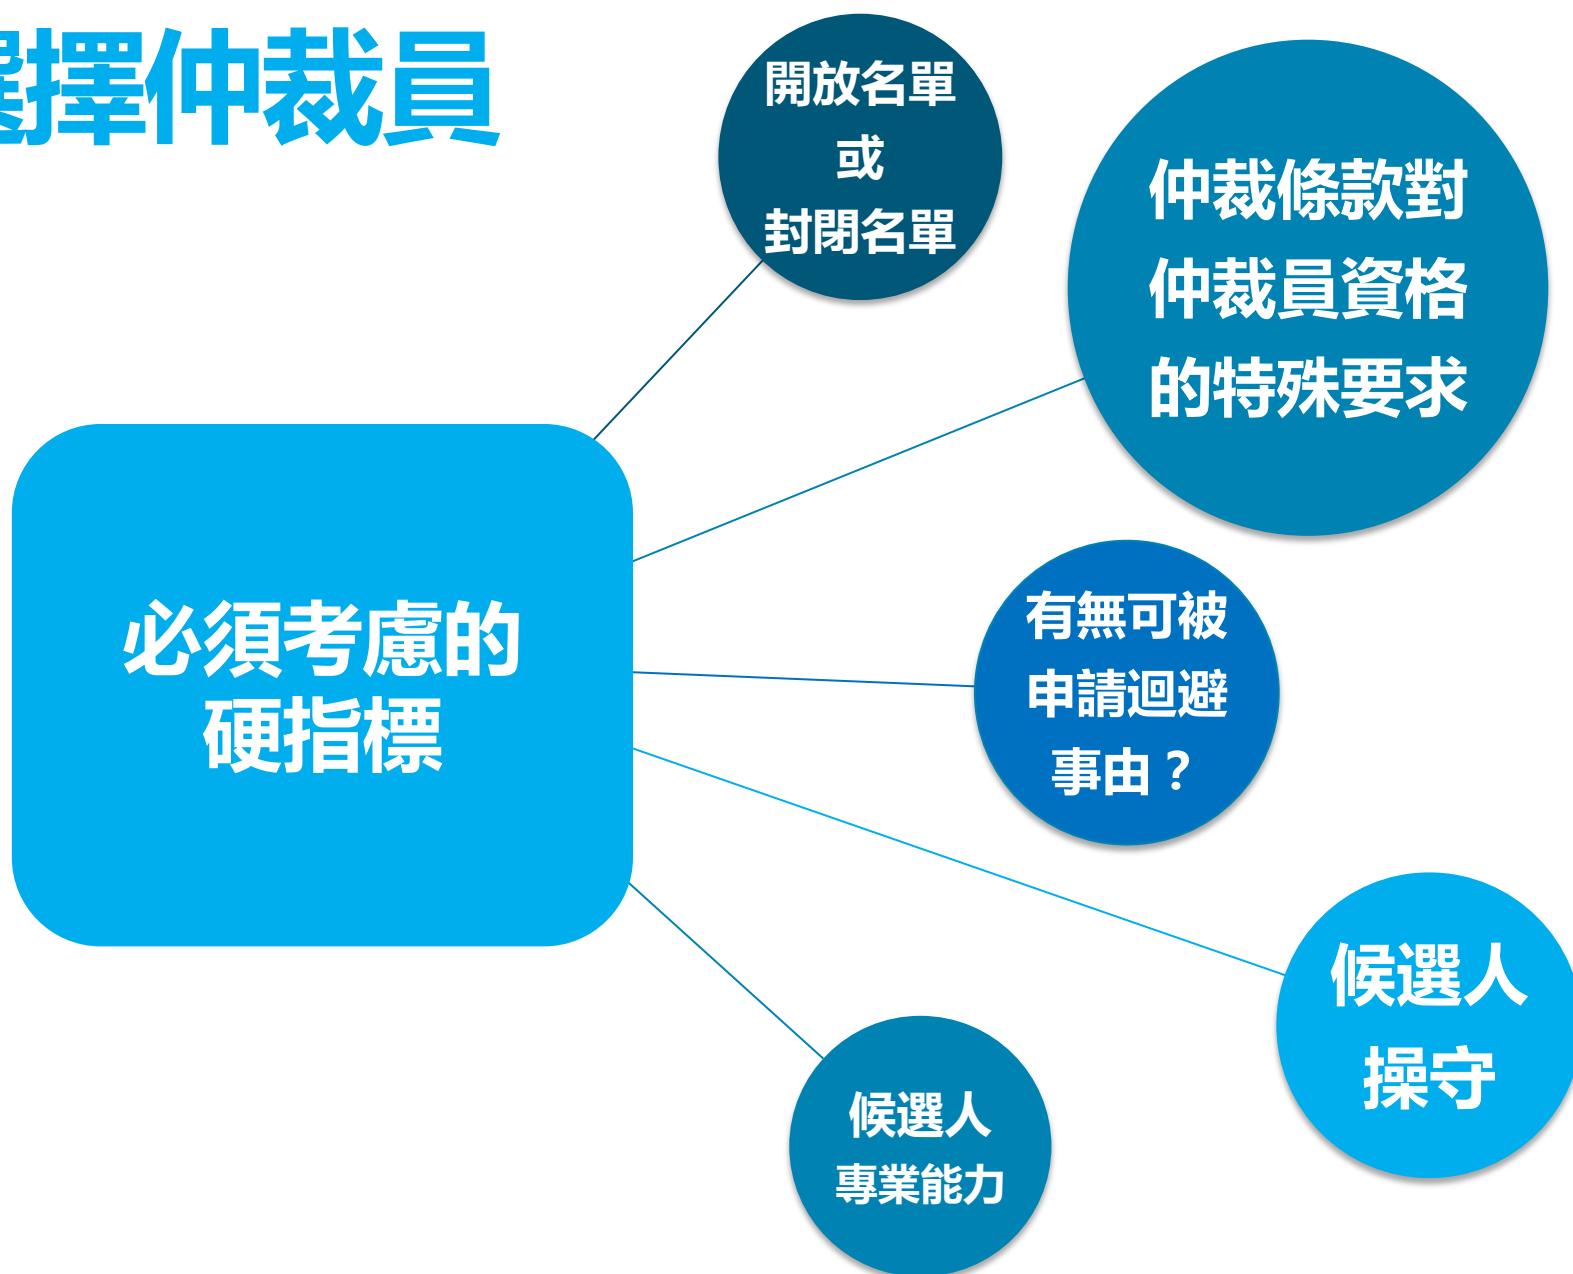 選擇仲裁員
開放名單
或
封閉名單
仲裁條款對
仲裁員資格
的特殊要求
必須考慮的
硬指標
有無可被
申請迴避
事由？
候選人
操守
候選人
專業能力